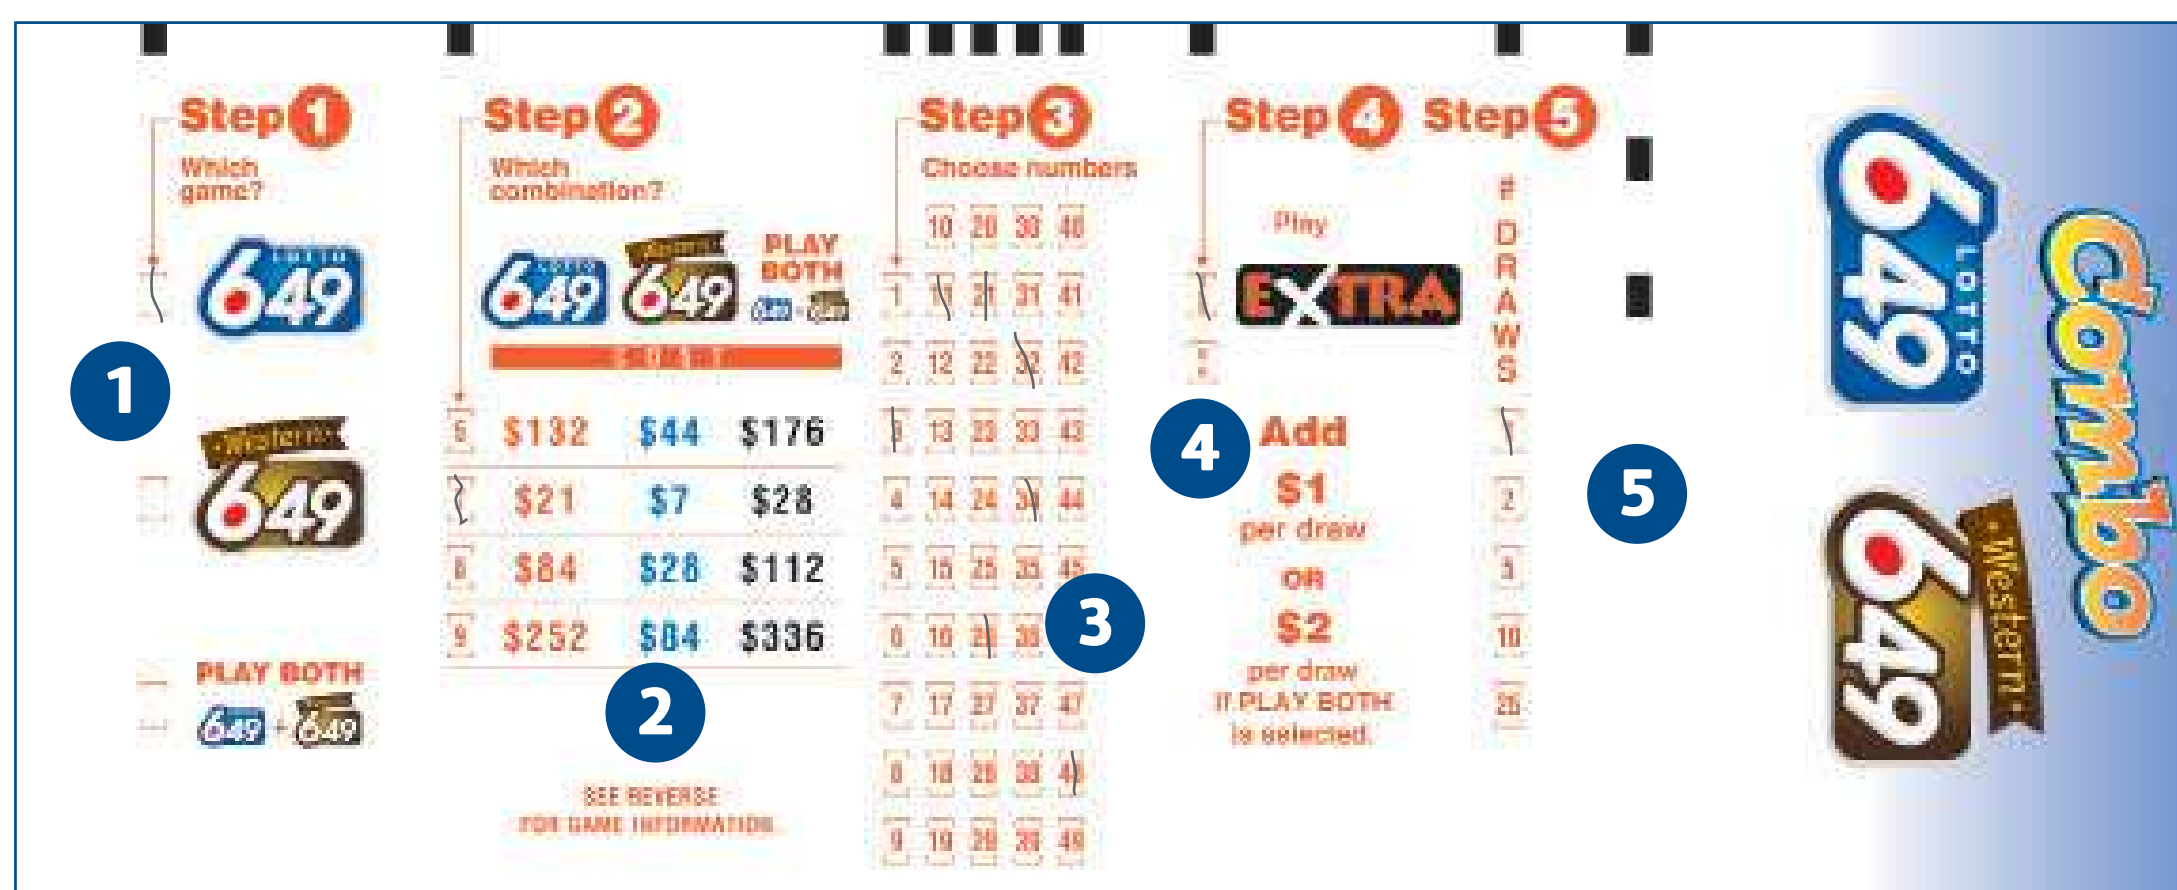 Step 1
Which
game?
LOTTO
649
1
Western
649
PLAY BOTH
649 + 649
Step 2
Which
combination?
LOTTO
649
Western
649
PLAY
BOTH
649 + 649
5 $132 $44 $176
7 $21 $7 $28
8 $84 $28 $112
9 $252 $84 $336
2
SEE REVERSE
FOR GAME INFORMATION
Step 3
Choose numbers
10 20 30 40
1 11 21 31 41
2 12 22 32 42
3 13 23 33 43
4 14 24 34 44
5 15 25 35 45
6 16 26 36
7 17 27 37 47
8 18 28 38 48
9 19 29 39 49
3
Step 4
Play
EXTRA
4
Add
$1
per draw
OR
$2
per draw
If PLAY BOTH
is selected.
Step 5
# DRAWS
1
2
3
10
25
5
649
LOTTO
649
Western
Combo